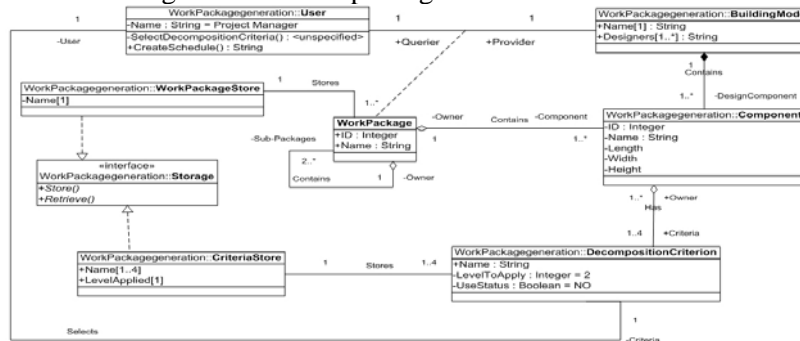 WorkPackagegeneration::User
-Name : String = Project Manager
-SelectDecompositionCriteria() : <unspecified>
+CreateSchedule() : String
1
-User
1
+Querier
1
+Provider
WorkPackagegeneration::BuildingMod
+Name[1] : String
+Designers[1..*] : String
1
Contains
1..*
-DesignComponent
WorkPackagegeneration::WorkPackageStore
-Name[1]
1
Stores
1..*
WorkPackage
+ID : Integer
+Name : String
-Owner
1
Contains
-Component
1..*
WorkPackagegeneration::Component
-ID : Integer
-Name : String
-Length
-Width
-Height
-Sub-Packages
2..*
Contains
1
-Owner
«interface»
WorkPackagegeneration::Storage
+Store()
+Retrieve()
1..*
+Owner
Has
1..4
+Criteria
WorkPackagegeneration::CriteriaStore
+Name[1..4]
+LevelApplied[1]
1
Stores
1..4
WorkPackagegeneration::DecompositionCriterion
+Name : String
-LevelToApply : Integer = 2
-UseStatus : Boolean = NO
Selects
1
-Criteria